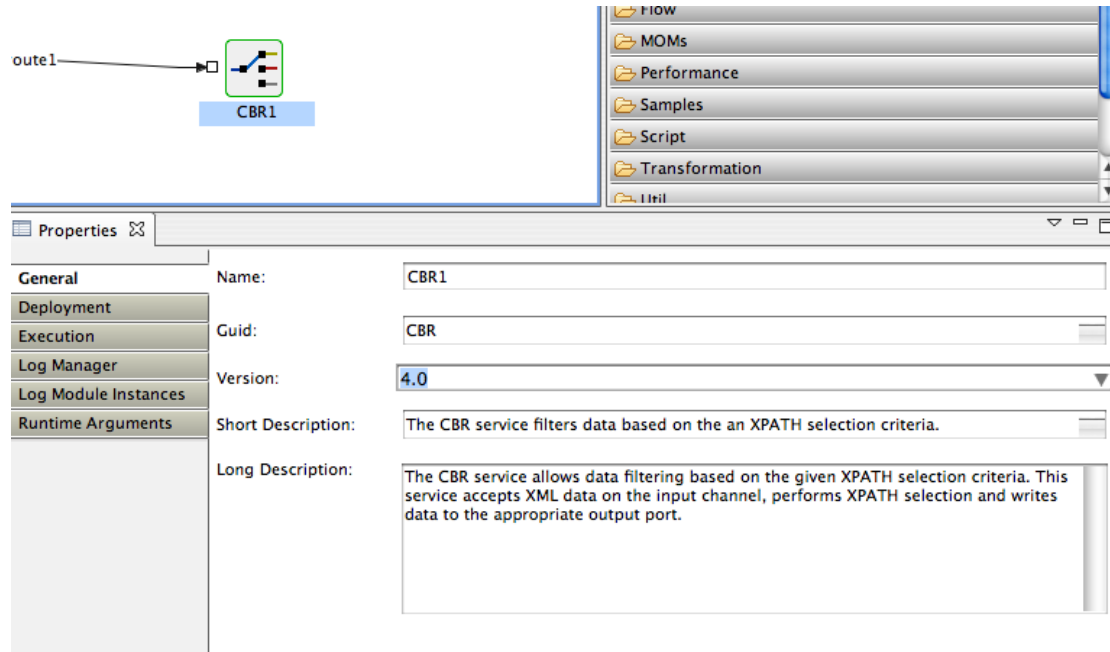 Flow
MOMs
oute1
Performance
Samples
CBR1
Script
Transformation
Util
Properties
General
Name:
CBR1
Deployment
Execution
Guid:
CBR
Log Manager
Version:
4.0
Log Module Instances
Runtime Arguments
Short Description:
The CBR service filters data based on the an XPATH selection criteria.
Long Description:
The CBR service allows data filtering based on the given XPATH selection criteria. This
service accepts XML data on the input channel, performs XPATH selection and writes
data to the appropriate output port.